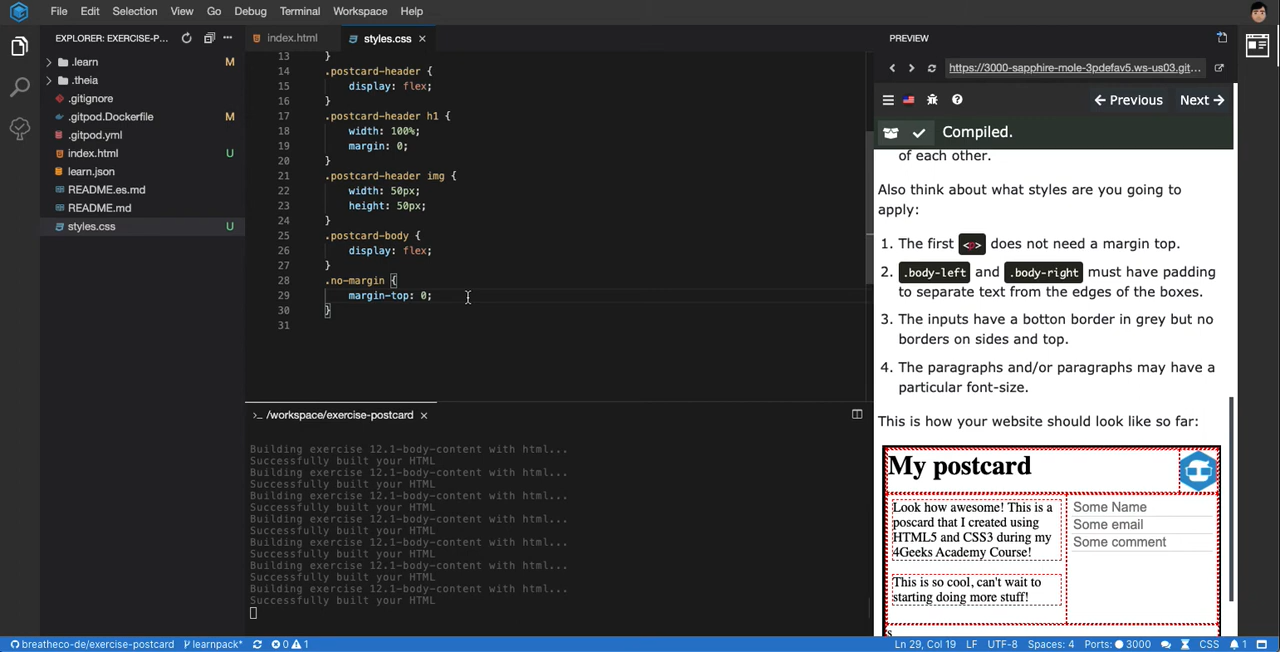 File Edit Selection View Go Debug Terminal Workspace Help
EXPLORER: EXERCISE-P...
.learn M
.theia
.gitignore
.gitpod.Dockerfile M
.gitpod.yml
index.html U
learn.json
README.es.md
README.md
styles.css U
index.html styles.css
13 }
14 .postcard-header {
15 display: flex;
16 }
17 .postcard-header h1 {
18 width: 100%;
19 margin: 0;
20 }
21 .postcard-header img {
22 width: 50px;
23 height: 50px;
24 }
25 .postcard-body {
26 display: flex;
27 }
28 .no-margin {
29 margin-top: 0;
30 }
31
>_ /workspace/exercise-postcard
Building exercise 12.1-body-content with html...
Successfully built your HTML
Building exercise 12.1-body-content with html...
Successfully built your HTML
Building exercise 12.1-body-content with html...
Successfully built your HTML
Building exercise 12.1-body-content with html...
Successfully built your HTML
Building exercise 12.1-body-content with html...
Successfully built your HTML
Building exercise 12.1-body-content with html...
Successfully built your HTML
Building exercise 12.1-body-content with html...
Successfully built your HTML
PREVIEW
https://3000-sapphire-mole-3pdefav5.ws-us03.git...
Previous Next
Compiled.
of each other.
Also think about what styles are you going to
apply:
1. The first <p> does not need a margin top.
2. .body-left and .body-right must have padding
to separate text from the edges of the boxes.
3. The inputs have a botton border in grey but no
borders on sides and top.
4. The paragraphs and/or paragraphs may have a
particular font-size.
This is how your website should look like so far:
My postcard
Look how awesome! This is a
poscard that I created using
HTML5 and CSS3 during my
4Geeks Academy Course!
This is so cool, can't wait to
starting doing more stuff!
Some Name
Some email
Some comment
s
breatheco-de/exercise-postcard learnpack* 0 1 Ln 29, Col 19 LF UTF-8 Spaces: 4 Ports: 3000 CSS 1